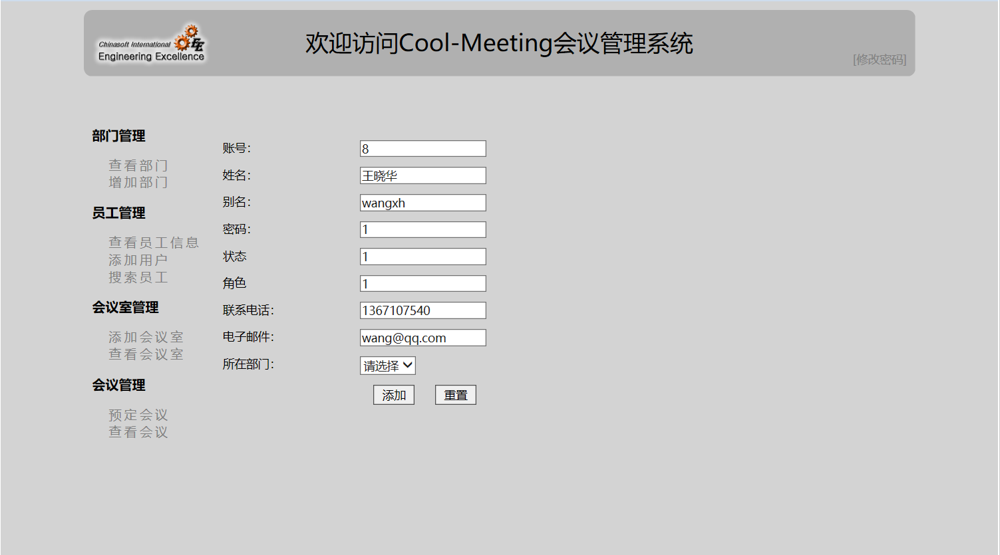 Chinasoft International EE
Engineering Excellence
欢迎访问Cool-Meeting会议管理系统
[修改密码]
部门管理
查看部门
增加部门
员工管理
查看员工信息
添加用户
搜索员工
会议室管理
添加会议室
查看会议室
会议管理
预定会议
查看会议
账号: 8
姓名: 王晓华
别名: wangxh
密码: 1
状态 1
角色 1
联系电话: 1367107540
电子邮件: wang@qq.com
所在部门: 请选择
添加 重置